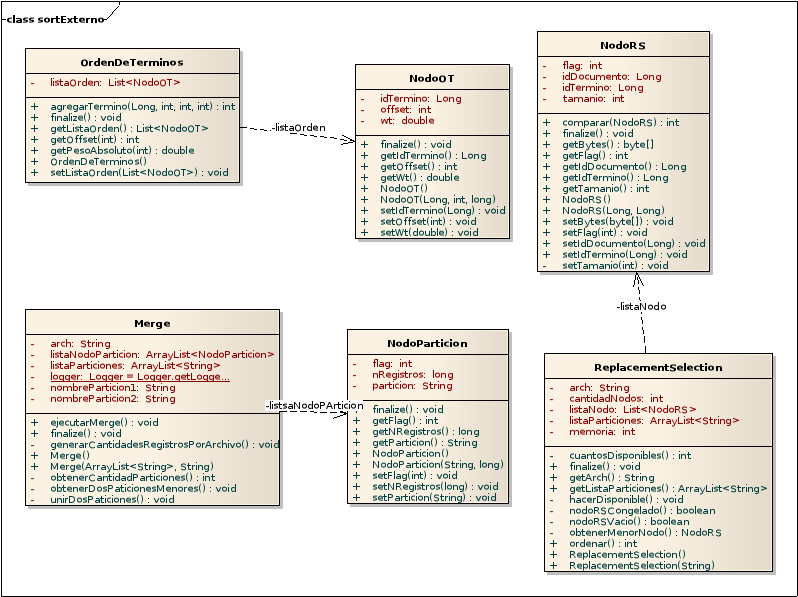 class sortExterno
OrdenDeTerminos
- listaOrden: List<NodoOT>
+ agregarTermino(Long, int, int, int) : int
+ finalize() : void
+ getListaOrden() : List<NodoOT>
+ getOffset(int) : int
+ getPesoAbsoluto(int) : double
+ OrdenDeTerminos()
+ setListaOrden(List<NodoOT>) : void
-listaOrden
NodoOT
- idTermino: Long
- offset: int
- wt: double
+ finalize() : void
+ getIdTermino() : Long
+ getOffset() : int
+ getWt() : double
+ NodoOT()
+ NodoOT(Long, int, long)
+ setIdTermino(Long) : void
+ setOffset(int) : void
+ setWt(double) : void
NodoRS
- flag: int
- idDocumento: Long
- idTermino: Long
- tamanio: int
+ comparar(NodoRS) : int
+ finalize() : void
+ getBytes() : byte[]
+ getFlag() : int
+ getIdDocumento() : Long
+ getIdTermino() : Long
+ getTamanio() : int
+ NodoRS()
+ NodoRS(Long, Long)
+ setBytes(byte[]) : void
+ setFlag(int) : void
+ setIdDocumento(Long) : void
+ setIdTermino(Long) : void
- setTamanio(int) : void
-listaNodo
Merge
- arch: String
- listaNodoParticion: ArrayList<NodoParticion>
- listaParticiones: ArrayList<String>
- logger: Logger = Logger.getLogge...
- nombreParticion1: String
- nombreParticion2: String
+ ejecutarMerge() : void
+ finalize() : void
- generarCantidadesRegistrosPorArchivo() : void
+ Merge()
+ Merge(ArrayList<String>, String)
- obtenerCantidadParticiones() : int
- obtenerDosPaticionesMenores() : void
- unirDosPaticiones() : void
-listsaNodoPArticion
NodoParticion
- flag: int
- nRegistros: long
- particion: String
+ finalize() : void
+ getFlag() : int
+ getNRegistros() : long
+ getParticion() : String
+ NodoParticion()
+ NodoParticion(String, long)
+ setFlag(int) : void
+ setNRegistros(long) : void
+ setParticion(String) : void
ReplacementSelection
- arch: String
- cantidadNodos: int
- listaNodo: List<NodoRS>
- listaParticiones: ArrayList<String>
- memoria: int
- cuantosDisponibles() : int
+ finalize() : void
+ getArch() : String
+ getListaParticiones() : ArrayList<String>
- hacerDisponible() : void
- nodoRSCongelado() : boolean
- nodoRSVacio() : boolean
- obtenerMenorNodo() : NodoRS
+ ordenar() : int
+ ReplacementSelection()
+ ReplacementSelection(String)